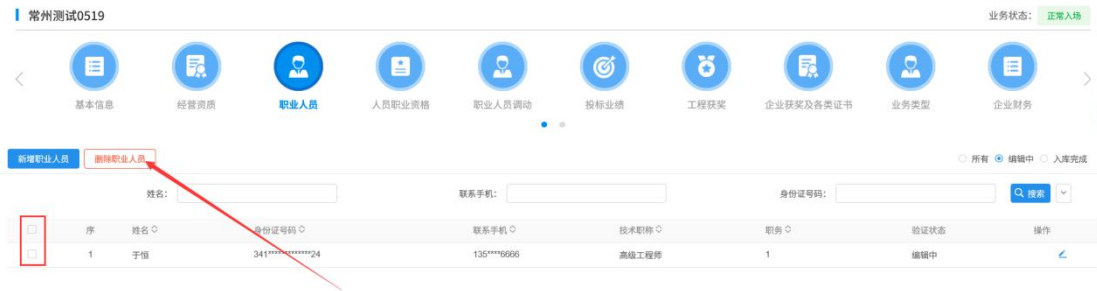 常州测试0519 业务状态： 正常入场
基本信息 经营资质 职业人员 人员职业资格 职业人员调动 投标业绩 工程获奖 企业获奖及各类证书 业务类型 企业财务
新增职业人员 删除职业人员 所有 编辑中 入库完成
姓名： 联系手机： 身份证号码： 搜索
序 姓名 身份证号码 联系手机 技术职称 职务 验证状态 操作
1 于恒 341*************24 135****6666 高级工程师 1 编辑中